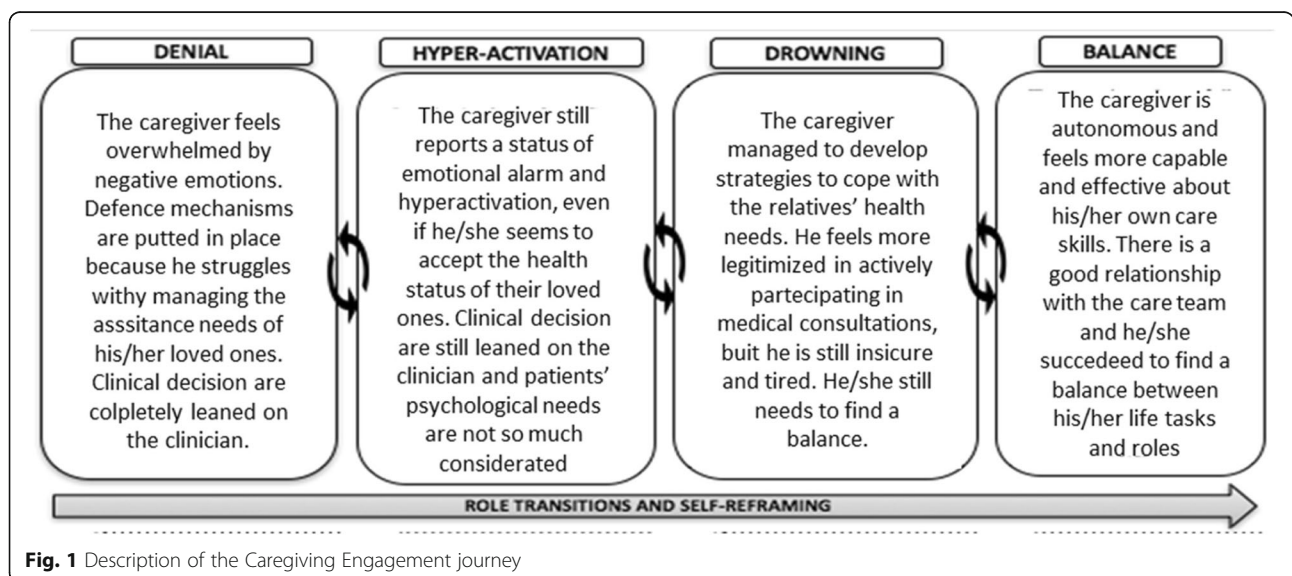 DENIAL
The caregiver feels
overwhelmed by
negative emotions.
Defence mechanisms
are putted in place
because he struggles
withy managing the
asssitance needs of
his/her loved ones.
Clinical decision are
colpletely leaned on
the clinician.
HYPER-ACTIVATION
The caregiver still
reports a status of
emotional alarm and
hyperactivation, even
if he/she seems to
accept the health
status of their loved
ones. Clinical decision
are still leaned on the
clinician and patients'
psychological needs
are not so much
considerated
DROWNING
The caregiver
managed to develop
strategies to cope with
the relatives' health
needs. He feels more
legitimized in actively
partecipating in
medical consultations,
buit he is still insicure
and tired. He/she still
needs to find a
balance.
BALANCE
The caregiver is
autonomous and
feels more capable
and effective about
his/her own care
skills. There is a
good relationship
with the care team
and he/she
succedeed to find a
balance between
his/her life tasks
and roles
ROLE TRANSITIONS AND SELF-REFRAMING
Fig. 1 Description of the Caregiving Engagement journey